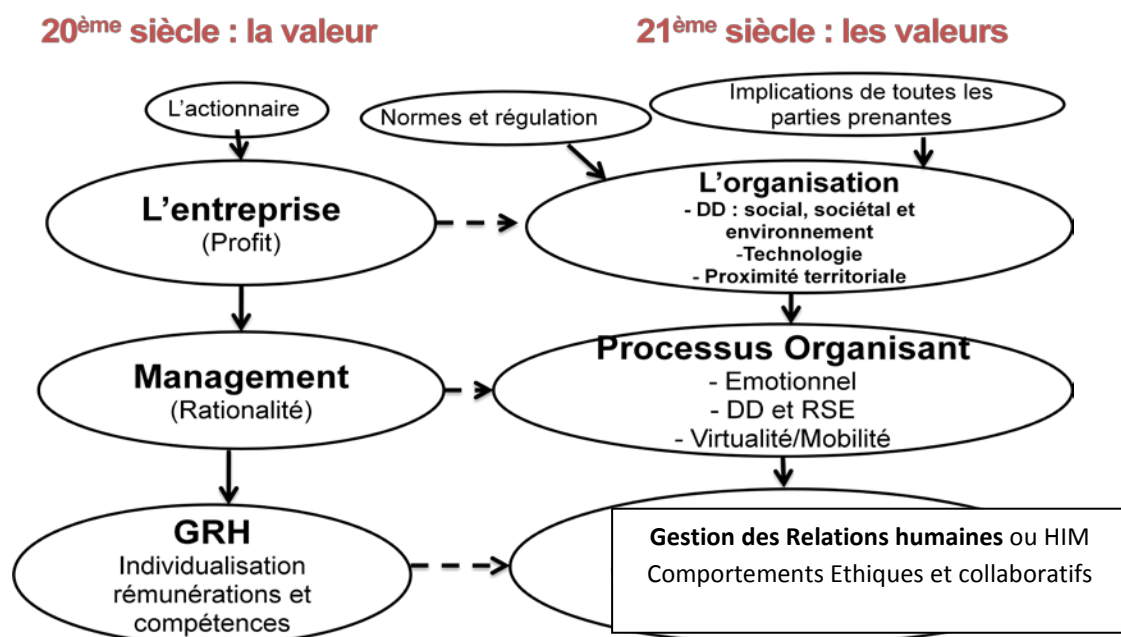 20ème siècle : la valeur
21ème siècle : les valeurs
L'actionnaire
Normes et régulation
Implications de toutes les
parties prenantes
L'entreprise
(Profit)
L'organisation
- DD : social, sociétal et
environnement
-Technologie
- Proximité territoriale
Management
(Rationalité)
Processus Organisant
- Emotionnel
- DD et RSE
- Virtualité/Mobilité
GRH
Individualisation
rémunérations et
compétences
Gestion des Relations humaines ou HIM
Comportements Ethiques et collaboratifs